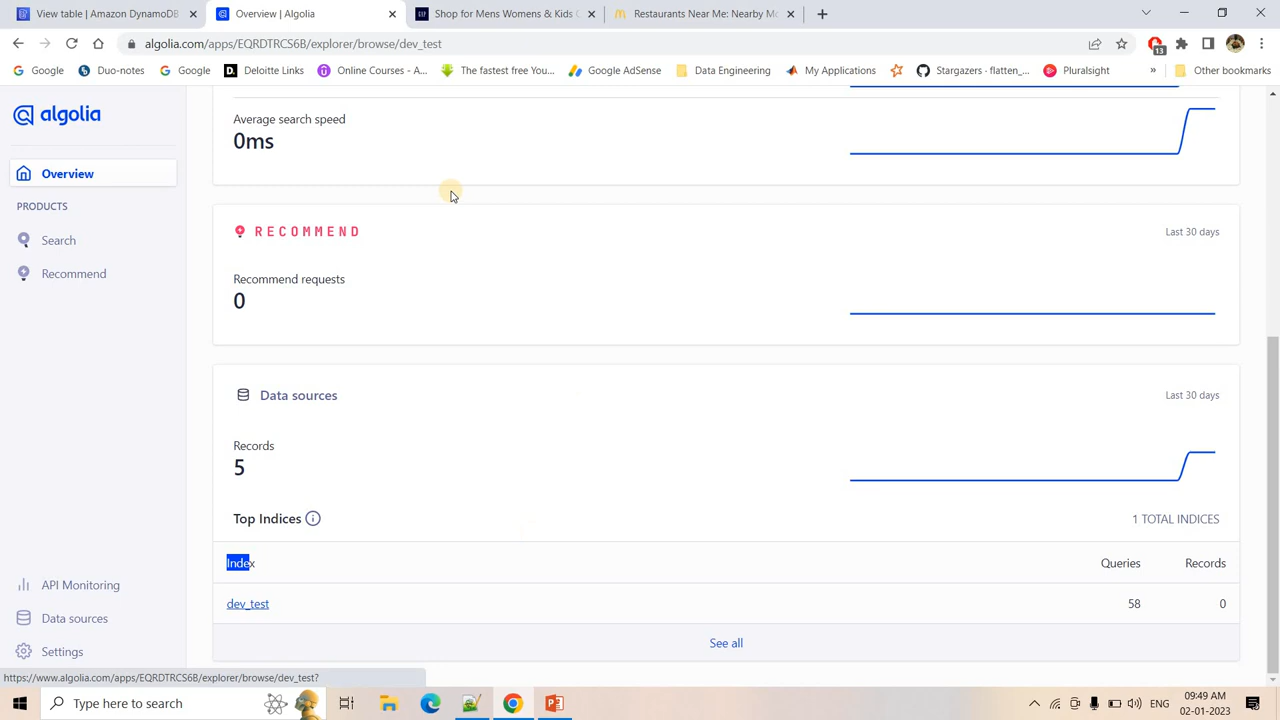 View table | Amazon DynamoDB
Overview | Algolia
Shop for Mens Womens & Kids
Restaurants Near Me: Nearby
algolia.com/apps/EQRDTRCS6B/explorer/browse/dev_test
13
Google
Duo-notes
Google
Deloitte Links
Online Courses - A...
The fastest free You...
Google AdSense
Data Engineering
My Applications
Stargazers · flatten_...
Pluralsight
»
Other bookmarks
algolia
Overview
PRODUCTS
Search
Recommend
API Monitoring
Data sources
Settings
Average search speed
0ms
RECOMMEND
Last 30 days
Recommend requests
0
Data sources
Last 30 days
Records
5
Top Indices
1 TOTAL INDICES
Index Queries Records
dev_test 58 0
See all
https://www.algolia.com/apps/EQRDTRCS6B/explorer/browse/dev_test?
Type here to search
09:49 AM
02-01-2023